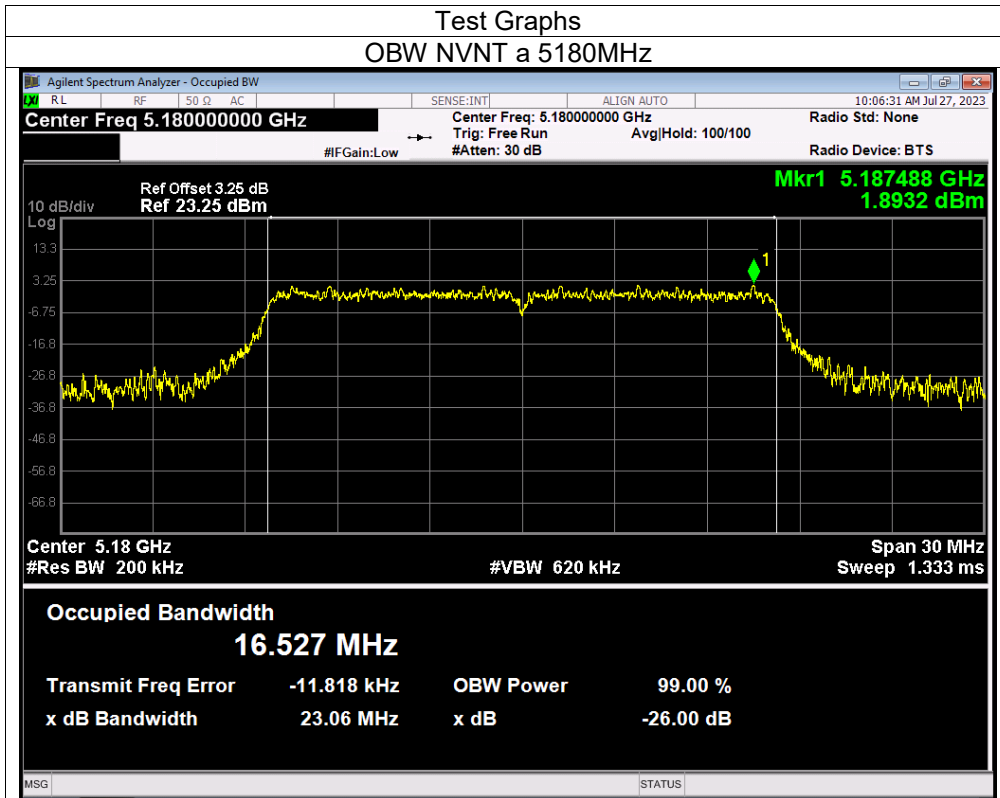 Test Graphs
OBW NVNT a 5180MHz
Agilent Spectrum Analyzer - Occupied BW
LXI RL RF 50 Ω AC SENSE:INT ALIGN AUTO 10:06:31 AM Jul 27, 2023
Center Freq 5.180000000 GHz Center Freq: 5.180000000 GHz Radio Std: None
Trig: Free Run Avg|Hold: 100/100
#IFGain:Low #Atten: 30 dB Radio Device: BTS
Mkr1 5.187488 GHz
1.8932 dBm
Ref Offset 3.25 dB
10 dB/div Ref 23.25 dBm
Log
13.3
1
3.25
-6.75
-16.8
-26.8
-36.8
-46.8
-56.8
-66.8
Center 5.18 GHz Span 30 MHz
#Res BW 200 kHz #VBW 620 kHz Sweep 1.333 ms
Occupied Bandwidth
16.527 MHz
Transmit Freq Error -11.818 kHz OBW Power 99.00 %
x dB Bandwidth 23.06 MHz x dB -26.00 dB
MSG STATUS